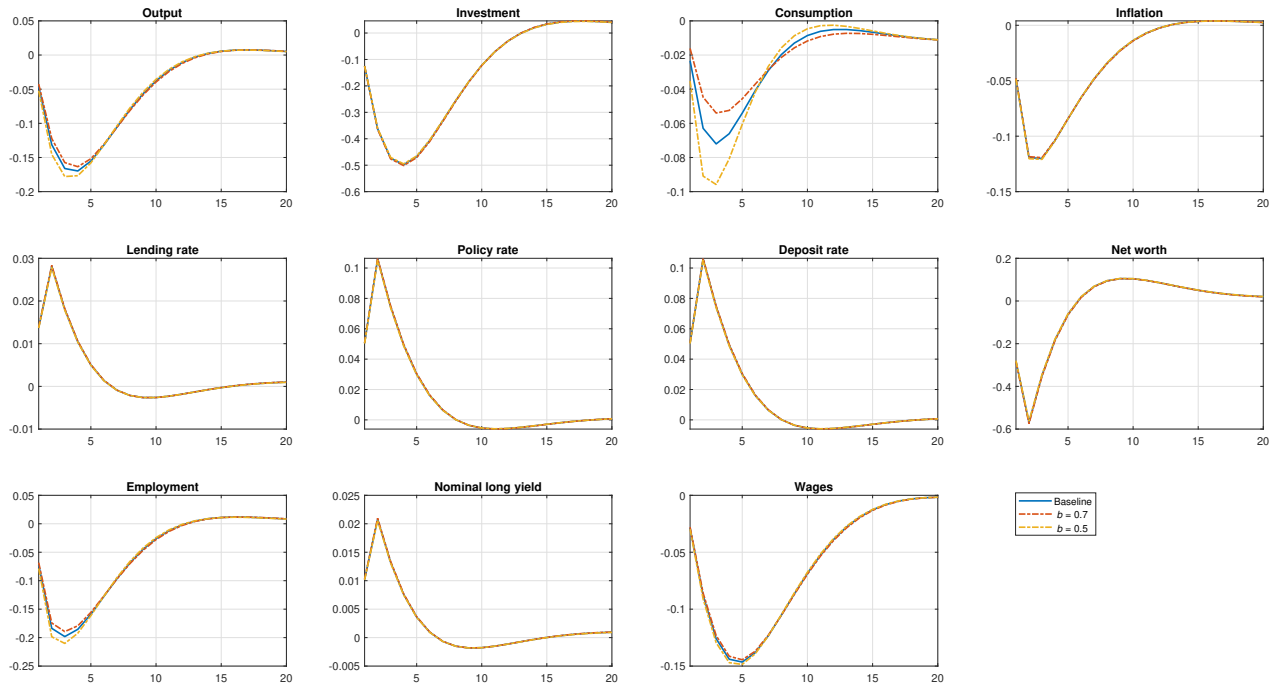 Output
0.05
0
-0.05
-0.1
-0.15
-0.2
5 10 15 20
Investment
0
-0.1
-0.2
-0.3
-0.4
-0.5
-0.6
5 10 15 20
Consumption
0
-0.02
-0.04
-0.06
-0.08
-0.1
5 10 15 20
Inflation
0
-0.05
-0.1
-0.15
5 10 15 20
Lending rate
0.03
0.02
0.01
0
-0.01
5 10 15 20
Policy rate
0.1
0.08
0.06
0.04
0.02
0
5 10 15 20
Deposit rate
0.1
0.08
0.06
0.04
0.02
0
5 10 15 20
Net worth
0.2
0
-0.2
-0.4
-0.6
5 10 15 20
Employment
0.05
0
-0.05
-0.1
-0.15
-0.2
-0.25
5 10 15 20
Nominal long yield
0.025
0.02
0.015
0.01
0.005
0
-0.005
5 10 15 20
Wages
0
-0.05
-0.1
-0.15
5 10 15 20
Baseline
b = 0.7
b = 0.5